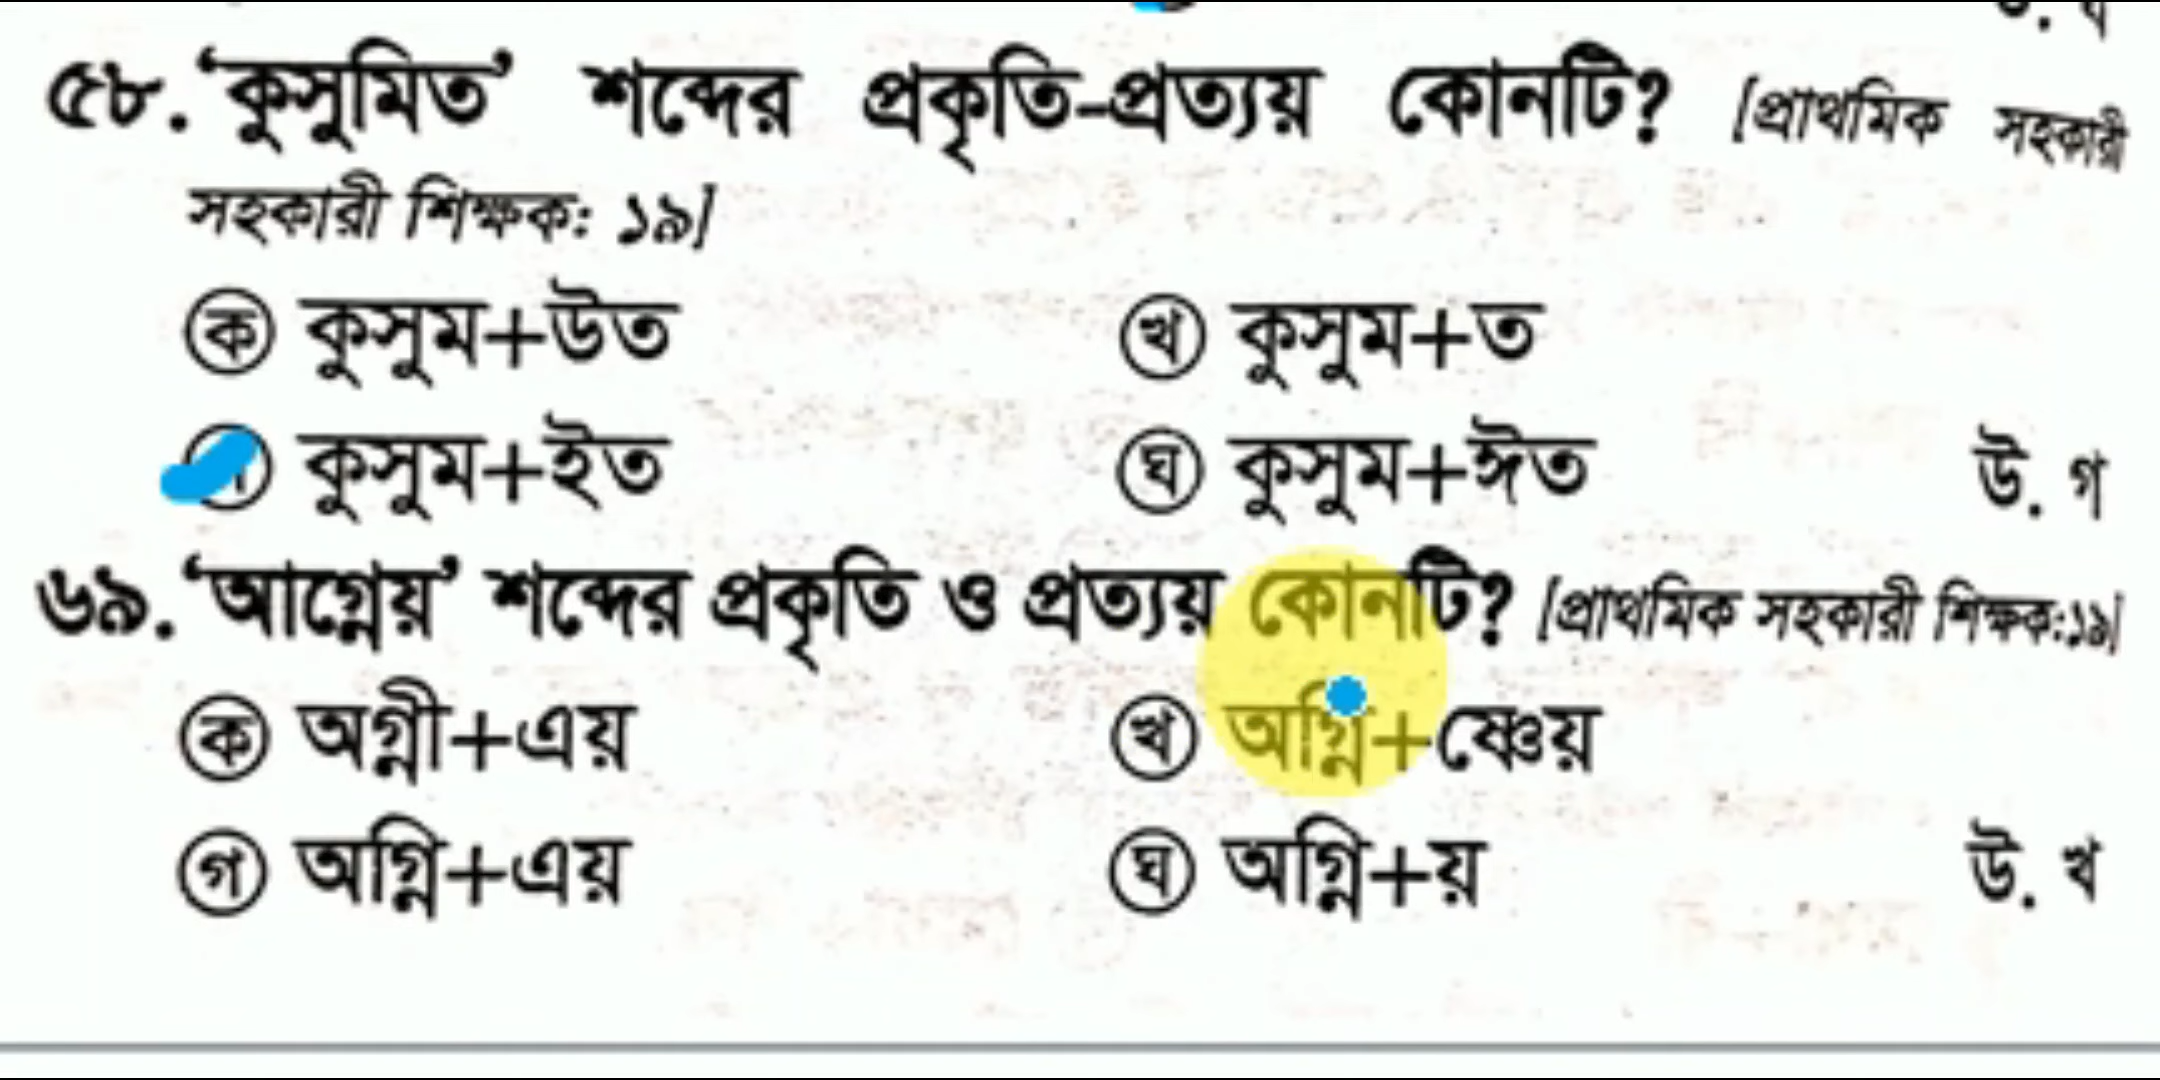 ৫৮. ‘কুসুমিত’ শব্দের প্রকৃতি-প্রত্যয় কোনটি? [প্রাথমিক সহকারী
সহকারী শিক্ষক: ১৯]
ক কুসুম+উত খ কুসুম+ত
গ কুসুম+ইত ঘ কুসুম+ঈত উ. গ
৬৯. ‘আগ্নেয়’ শব্দের প্রকৃতি ও প্রত্যয় কোনটি? [প্রাথমিক সহকারী শিক্ষক:১৯]
ক অগ্নী+এয় খ অগ্নি+ষ্ণেয়
গ অগ্নি+এয় ঘ অগ্নি+য় উ. খ